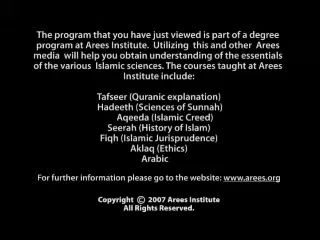 The program that you have just viewed is part of a degree
program at Arees Institute. Utilizing this and other Arees
media will help you obtain understanding of the essentials
of the various Islamic sciences. The courses taught at Arees
Institute include:
Tafseer (Quranic explanation)
Hadeeth (Sciences of Sunnah)
Aqeeda (Islamic Creed)
Seerah (History of Islam)
Fiqh (Islamic Jurisprudence)
Aklaq (Ethics)
Arabic
For further information please go to the website: www.arees.org
Copyright © 2007 Arees Institute
All Rights Reserved.